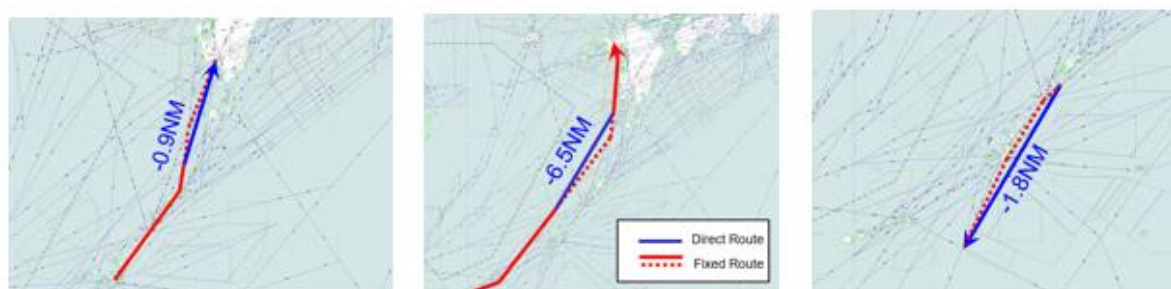 -0.9NM
-6.5NM
-1.8NM
Direct Route
Fixed Route